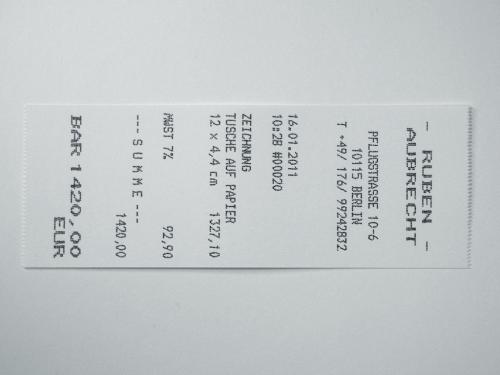 — RUBEN —
AUBRECHT
PFLUGSTRASSE 10-6
10115 BERLIN
T +49/ 176/ 99242832
16.01.2011
10:28 #00020
ZEICHNUNG
TUSCHE AUF PAPIER
12 x 4,4 cm 1327,10
MWST 7% 92,90
--- S U M M E ---
1420,00
BAR 1420,00
EUR